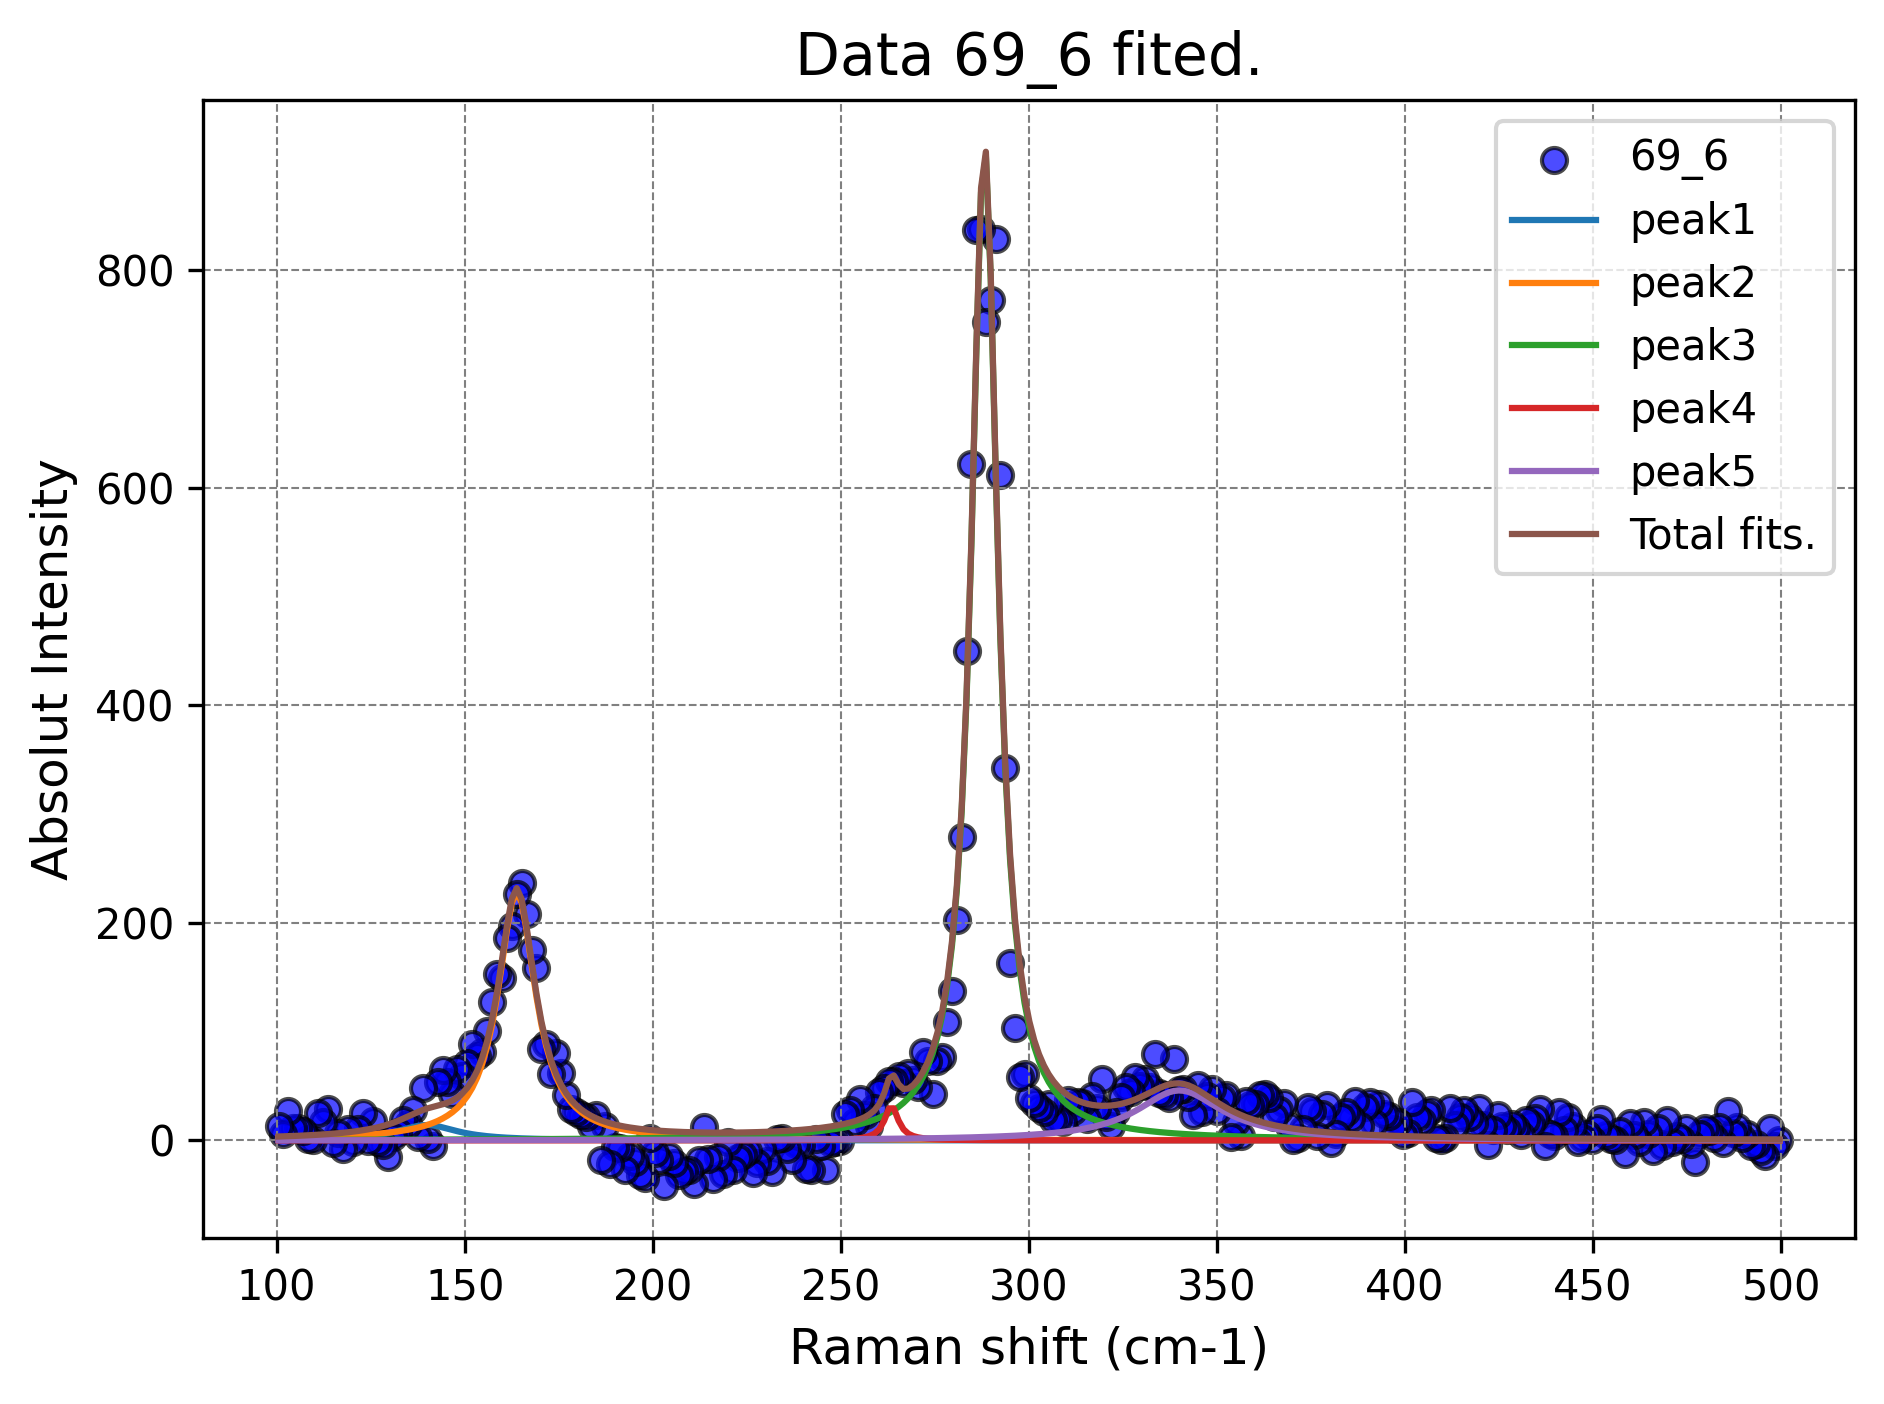 Data 69_6 fited.
69_6
peak1
peak2
peak3
peak4
peak5
Total fits.
Absolut Intensity
800
600
400
200
0
100 150 200 250 300 350 400 450 500
Raman shift (cm-1)